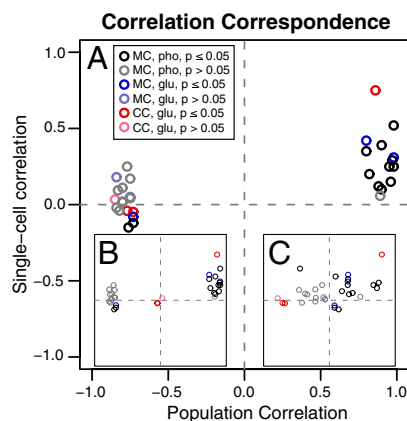 Correlation Correspondence
A
MC, pho, p ≤ 0.05
MC, pho, p > 0.05
MC, glu, p ≤ 0.05
MC, glu, p > 0.05
CC, glu, p ≤ 0.05
CC, glu, p > 0.05
B
C
1.0
0.5
0.0
−0.5
−1.0
Single−cell correlation
−1.0 −0.5 0.0 0.5 1.0
Population Correlation